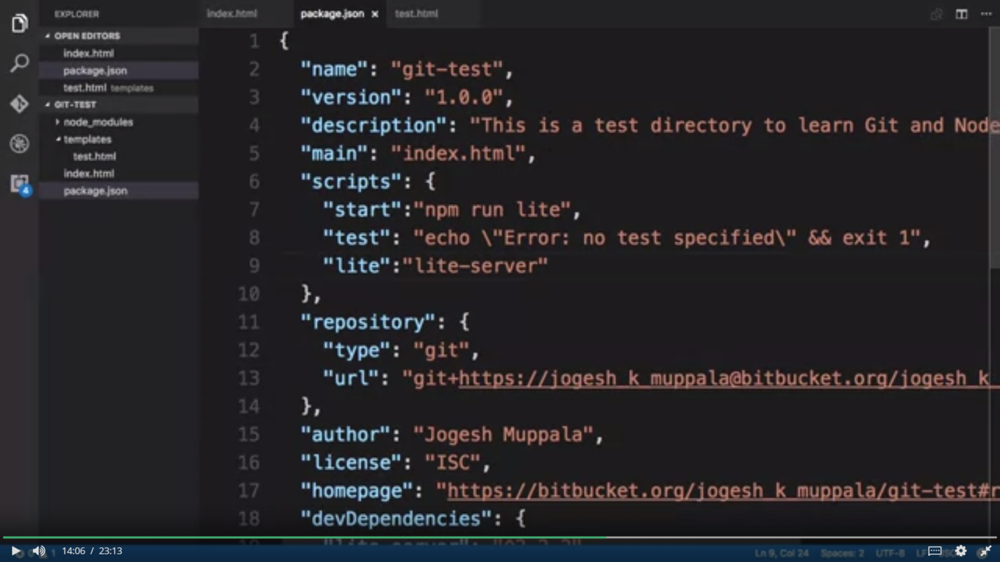 EXPLORER
OPEN EDITORS
index.html
package.json
test.html templates
GIT-TEST
node_modules
templates
test.html
index.html
package.json
4
index.html
package.json ×
test.html
1 {
2 "name": "git-test",
3 "version": "1.0.0",
4 "description": "This is a test directory to learn Git and Node
5 "main": "index.html",
6 "scripts": {
7 "start":"npm run lite",
8 "test": "echo \"Error: no test specified\" && exit 1",
9 "lite":"lite-server"
10 },
11 "repository": {
12 "type": "git",
13 "url": "git+https://jogesh_k_muppala@bitbucket.org/jogesh_k_
14 },
15 "author": "Jogesh Muppala",
16 "license": "ISC",
17 "homepage": "https://bitbucket.org/jogesh_k_muppala/git-test#r
18 "devDependencies": {
14:06 / 23:13
Ln 9, Col 24 Spaces: 2 UTF-8